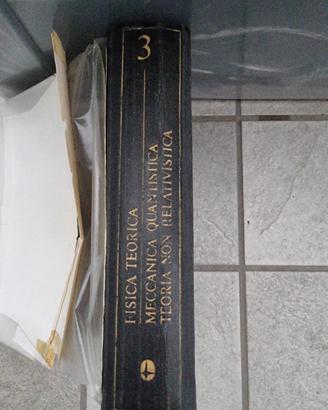 3
FISICA TEORICA
MECCANICA QUANTISTICA
TEORIA NON RELATIVISTICA